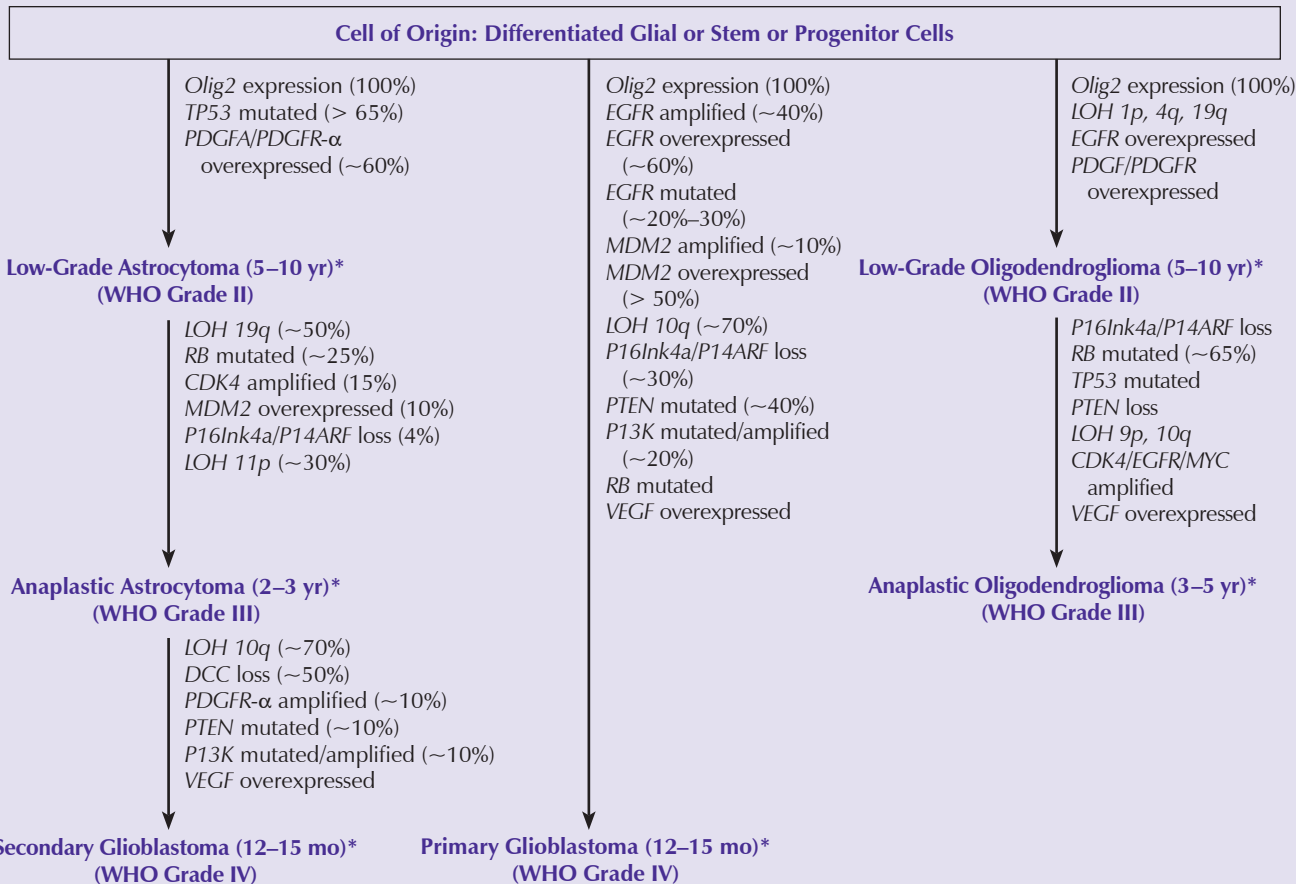 Cell of Origin: Differentiated Glial or Stem or Progenitor Cells
Olig2 expression (100%)
TP53 mutated (> 65%)
PDGFA/PDGFR-α
overexpressed (~60%)
Low-Grade Astrocytoma (5–10 yr)*
(WHO Grade II)
LOH 19q (~50%)
RB mutated (~25%)
CDK4 amplified (15%)
MDM2 overexpressed (10%)
P16Ink4a/P14ARF loss (4%)
LOH 11p (~30%)
Anaplastic Astrocytoma (2–3 yr)*
(WHO Grade III)
LOH 10q (~70%)
DCC loss (~50%)
PDGFR-α amplified (~10%)
PTEN mutated (~10%)
P13K mutated/amplified (~10%)
VEGF overexpressed
Secondary Glioblastoma (12–15 mo)*
(WHO Grade IV)
Olig2 expression (100%)
EGFR amplified (~40%)
EGFR overexpressed
(~60%)
EGFR mutated
(~20%–30%)
MDM2 amplified (~10%)
MDM2 overexpressed
(> 50%)
LOH 10q (~70%)
P16Ink4a/P14ARF loss
(~30%)
PTEN mutated (~40%)
P13K mutated/amplified
(~20%)
RB mutated
VEGF overexpressed
Primary Glioblastoma (12–15 mo)*
(WHO Grade IV)
Olig2 expression (100%)
LOH 1p, 4q, 19q
EGFR overexpressed
PDGF/PDGFR
overexpressed
Low-Grade Oligodendroglioma (5–10 yr)*
(WHO Grade II)
P16Ink4a/P14ARF loss
RB mutated (~65%)
TP53 mutated
PTEN loss
LOH 9p, 10q
CDK4/EGFR/MYC
amplified
VEGF overexpressed
Anaplastic Oligodendroglioma (3–5 yr)*
(WHO Grade III)